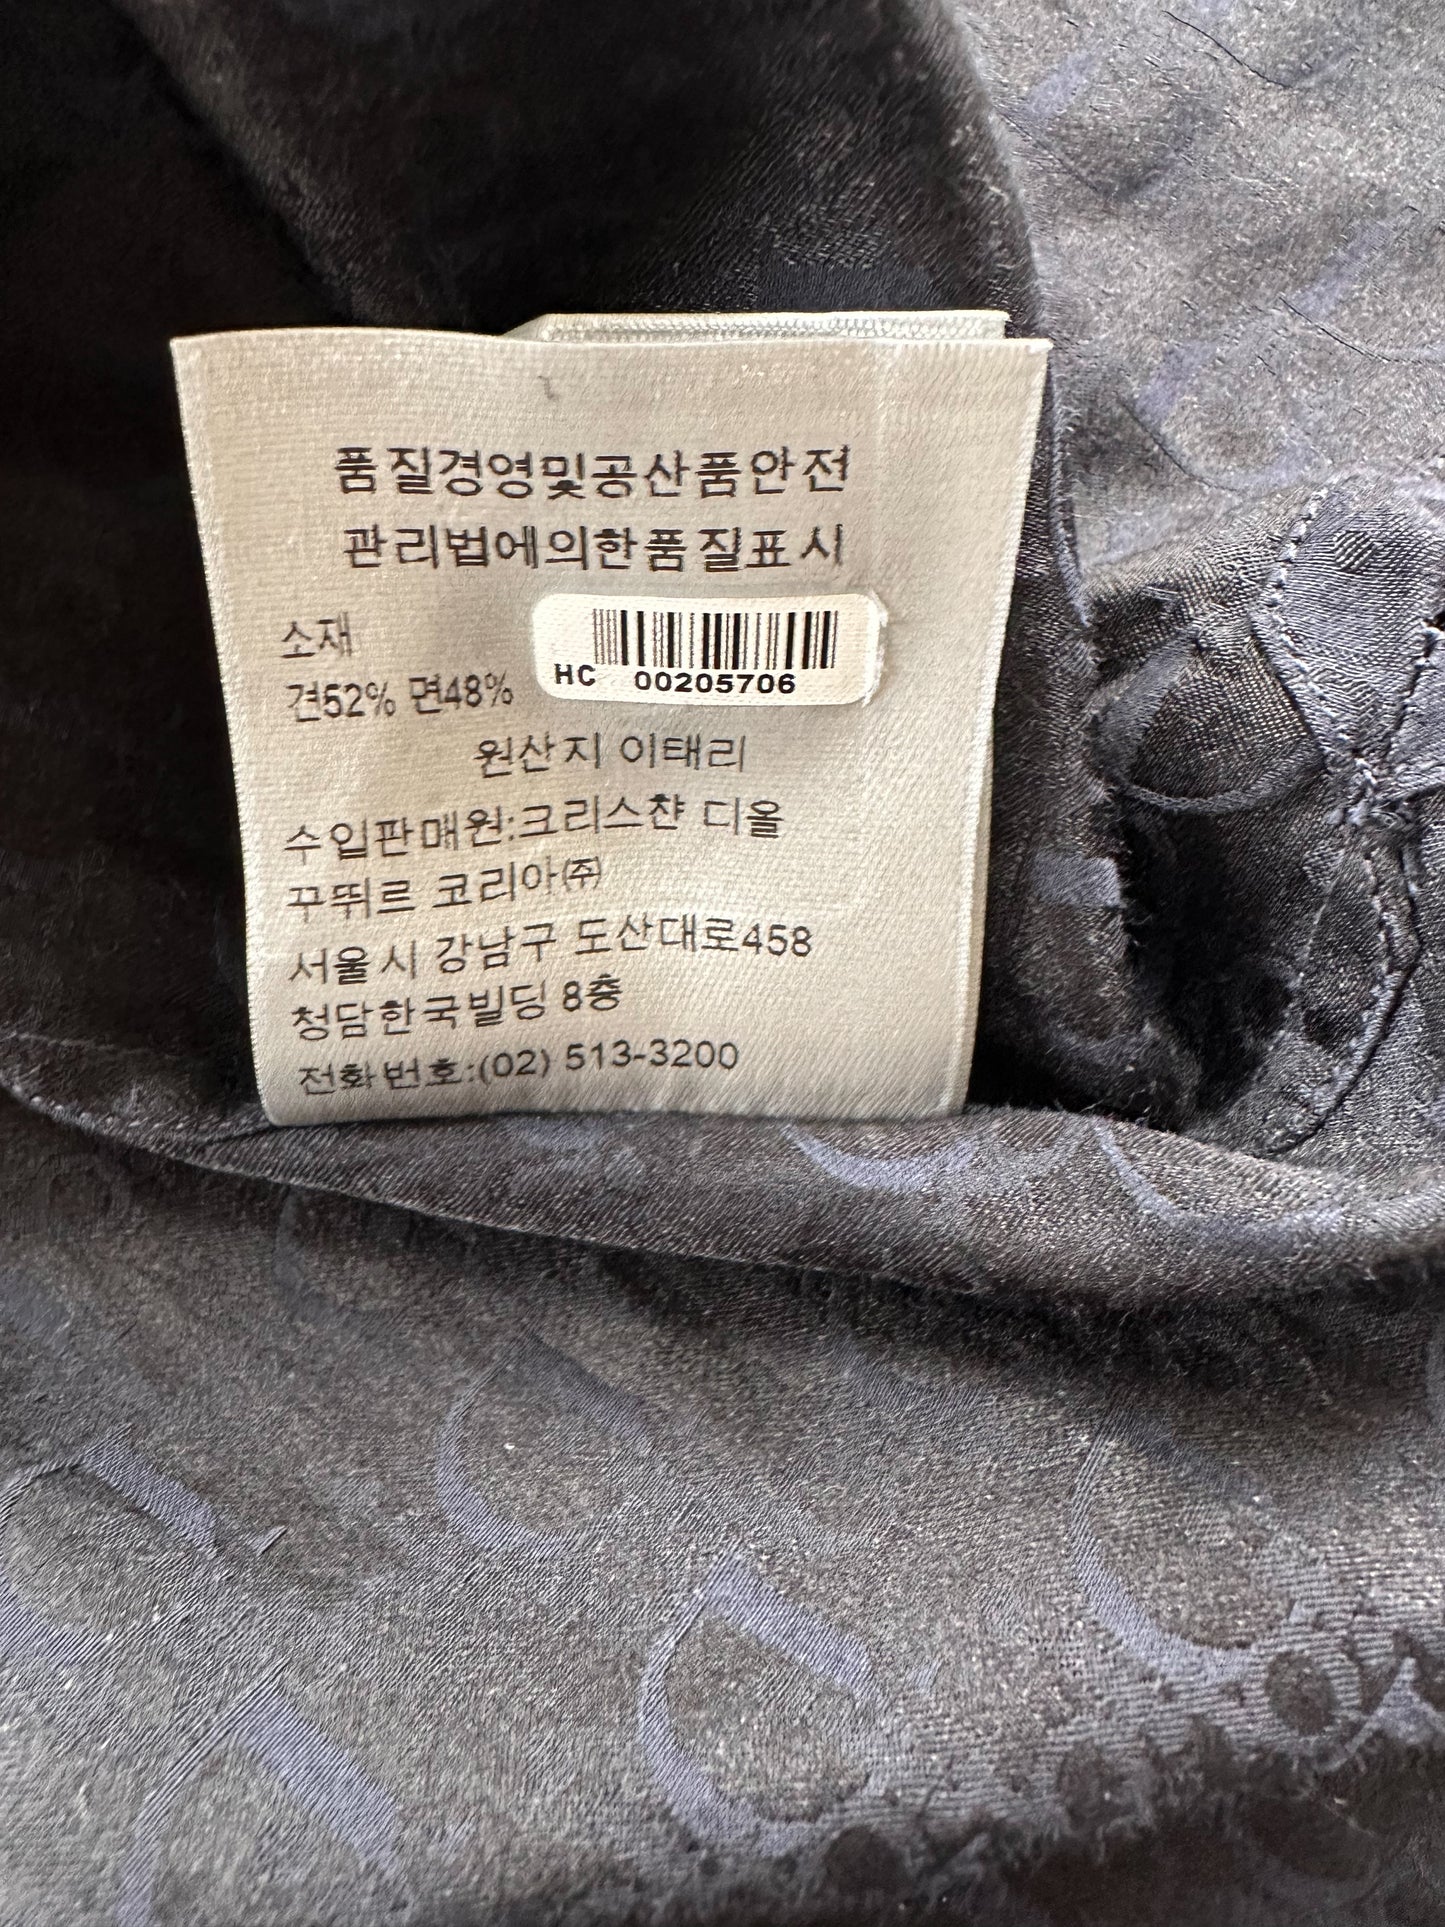 품질경영및공산품안전
관리법에의한품질표시
소재
견52% 면48%
HC 00205706
원산지 이태리
수입판매원:크리스챤 디올
꾸뛰르 코리아㈜
서울시 강남구 도산대로458
청담한국빌딩 8층
전화번호:(02) 513-3200